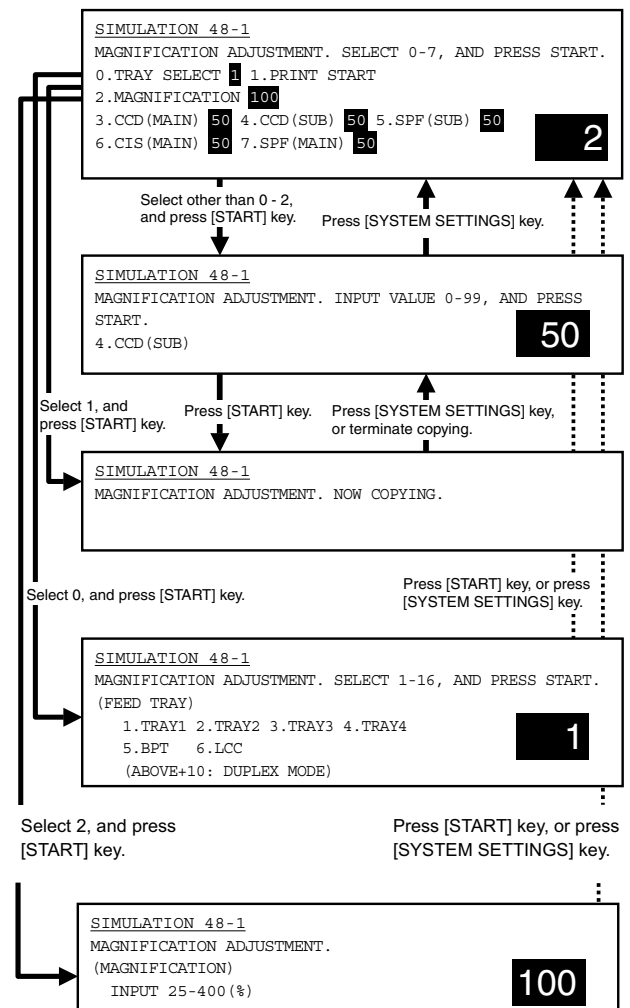 SIMULATION 48-1
MAGNIFICATION ADJUSTMENT. SELECT 0-7, AND PRESS START.
0.TRAY SELECT 1 1.PRINT START
2.MAGNIFICATION 100
3.CCD(MAIN) 50 4.CCD(SUB) 50 5.SPF(SUB) 50
6.CIS(MAIN) 50 7.SPF(MAIN) 50
2
Select other than 0 - 2,
and press [START] key.
Press [SYSTEM SETTINGS] key.
SIMULATION 48-1
MAGNIFICATION ADJUSTMENT. INPUT VALUE 0-99, AND PRESS
START.
4.CCD(SUB)
50
Select 1, and
press [START] key.
Press [START] key.
Press [SYSTEM SETTINGS] key,
or terminate copying.
SIMULATION 48-1
MAGNIFICATION ADJUSTMENT. NOW COPYING.
Select 0, and press [START] key.
Press [START] key, or press
[SYSTEM SETTINGS] key.
SIMULATION 48-1
MAGNIFICATION ADJUSTMENT. SELECT 1-16, AND PRESS START.
(FEED TRAY)
1.TRAY1 2.TRAY2 3.TRAY3 4.TRAY4
5.BPT 6.LCC
(ABOVE+10: DUPLEX MODE)
1
Select 2, and press
[START] key.
Press [START] key, or press
[SYSTEM SETTINGS] key.
SIMULATION 48-1
MAGNIFICATION ADJUSTMENT.
(MAGNIFICATION)
INPUT 25-400(%)
100